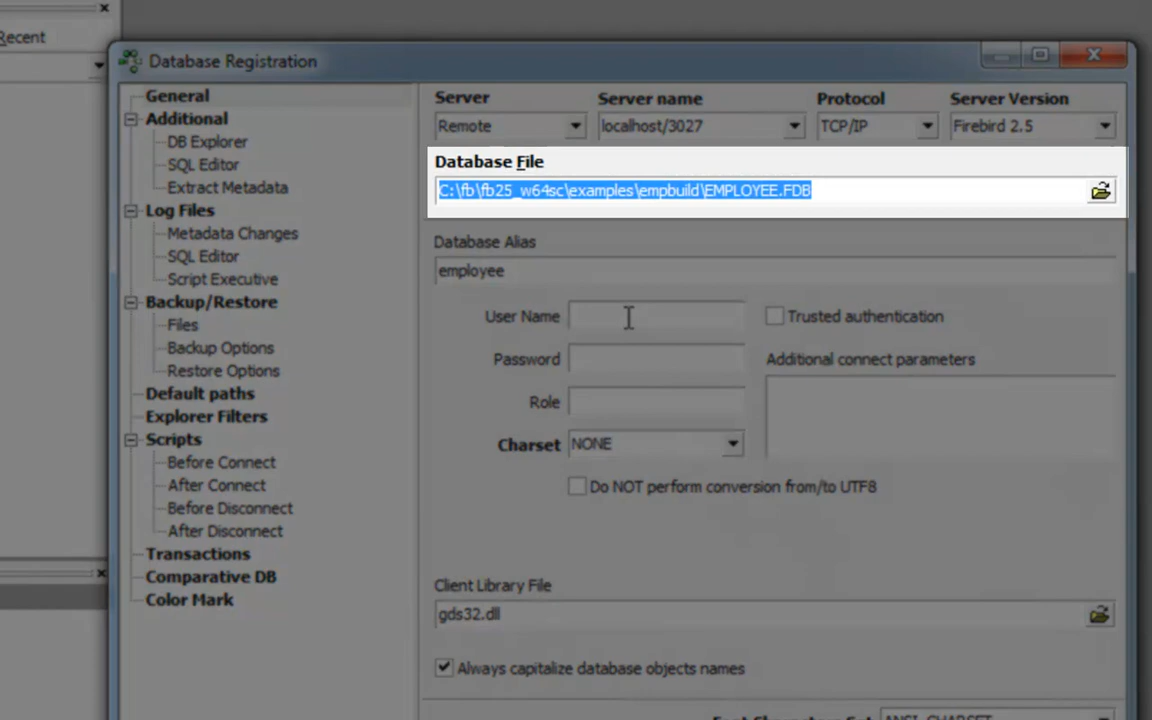 Recent
Database Registration
General
Additional
DB Explorer
SQL Editor
Extract Metadata
Log Files
Metadata Changes
SQL Editor
Script Executive
Backup/Restore
Files
Backup Options
Restore Options
Default paths
Explorer Filters
Scripts
Before Connect
After Connect
Before Disconnect
After Disconnect
Transactions
Comparative DB
Color Mark
Server Server name Protocol Server Version
Remote localhost/3027 TCP/IP Firebird 2.5
Database File
C:\fb\fb25_w64sc\examples\empbuild\EMPLOYEE.FDB
Database Alias
employee
User Name Trusted authentication
Password Additional connect parameters
Role
Charset NONE
Do NOT perform conversion from/to UTF8
Client Library File
gds32.dll
Always capitalize database objects names